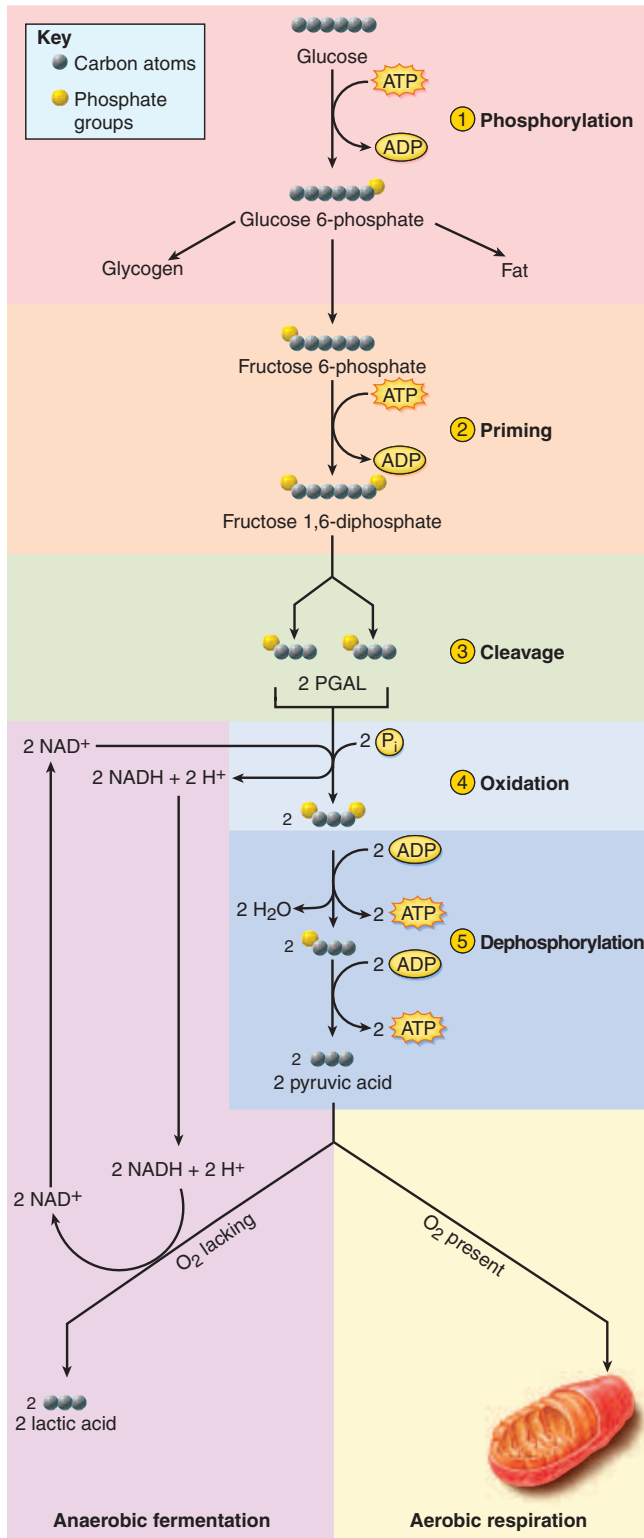 Key
Carbon atoms
Phosphate
groups
Glucose
ATP
ADP
1 Phosphorylation
Glucose 6-phosphate
Glycogen
Fat
Fructose 6-phosphate
ATP
2 Priming
ADP
Fructose 1,6-diphosphate
3 Cleavage
2 PGAL
2 NAD⁺
2 Pᵢ
2 NADH + 2 H⁺
4 Oxidation
2
2 ADP
2 H₂O
2 ATP
5 Dephosphorylation
2
2 ADP
2 ATP
2
2 pyruvic acid
2 NADH + 2 H⁺
2 NAD⁺
O₂ lacking
O₂ present
2
2 lactic acid
Anaerobic fermentation
Aerobic respiration